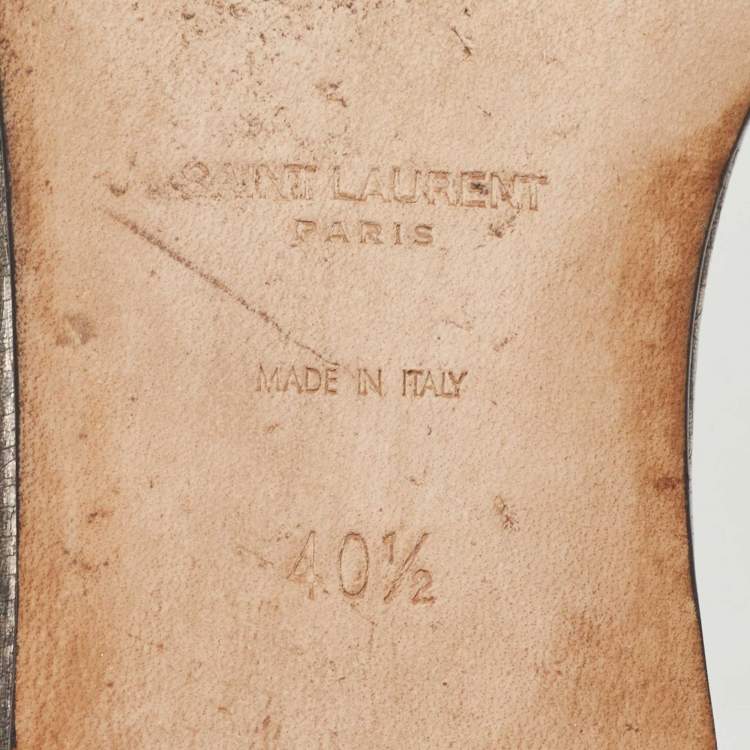 SAINT LAURENT
PARIS
MADE IN ITALY
40½